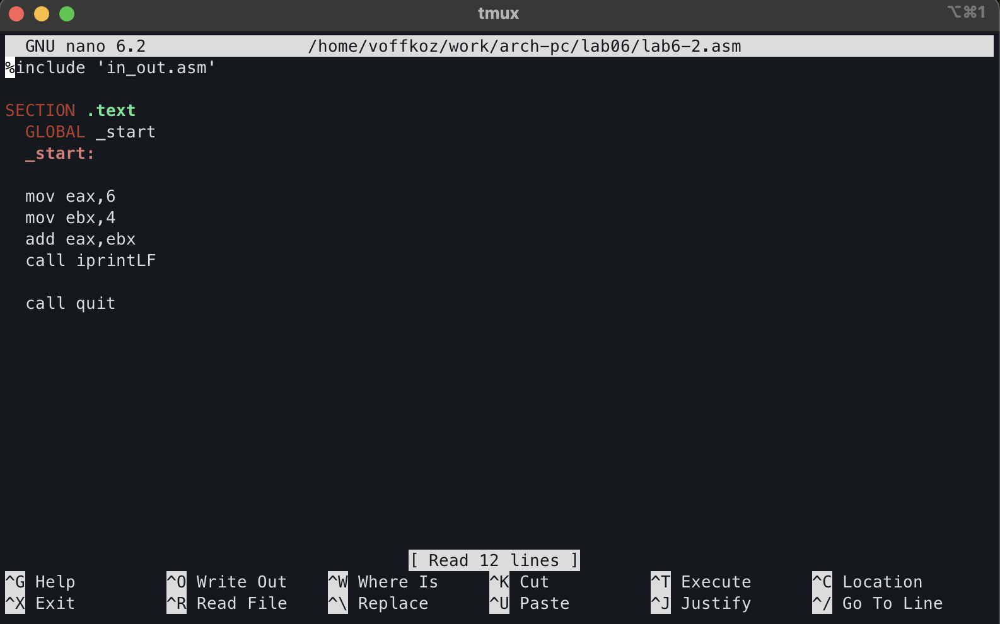 tmux ⌥⌘1
GNU nano 6.2 /home/voffkoz/work/arch-pc/lab06/lab6-2.asm
%include 'in_out.asm'
SECTION .text
GLOBAL _start
_start:
mov eax,6
mov ebx,4
add eax,ebx
call iprintLF
call quit
[ Read 12 lines ]
^G Help ^O Write Out ^W Where Is ^K Cut ^T Execute ^C Location
^X Exit ^R Read File ^\ Replace ^U Paste ^J Justify ^/ Go To Line